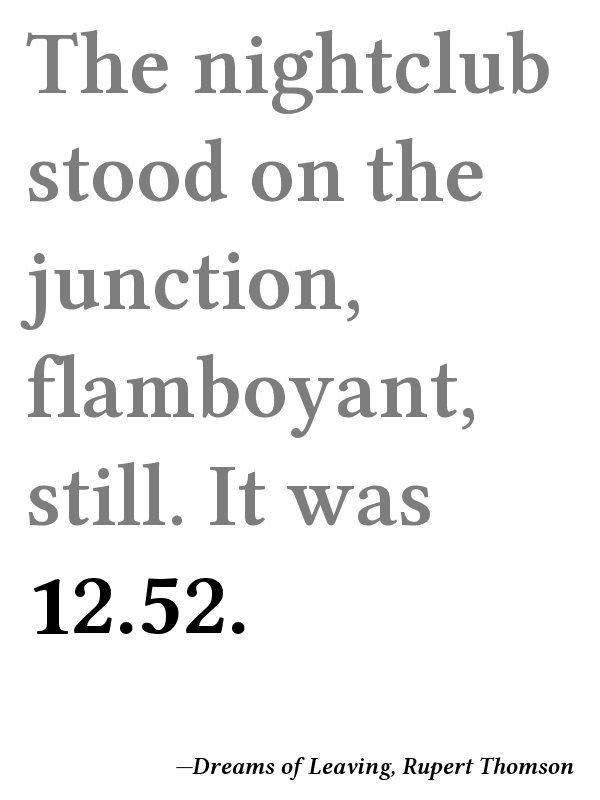 The nightclub
stood on the
junction,
flamboyant,
still. It was
12.52.
—Dreams of Leaving, Rupert Thomson